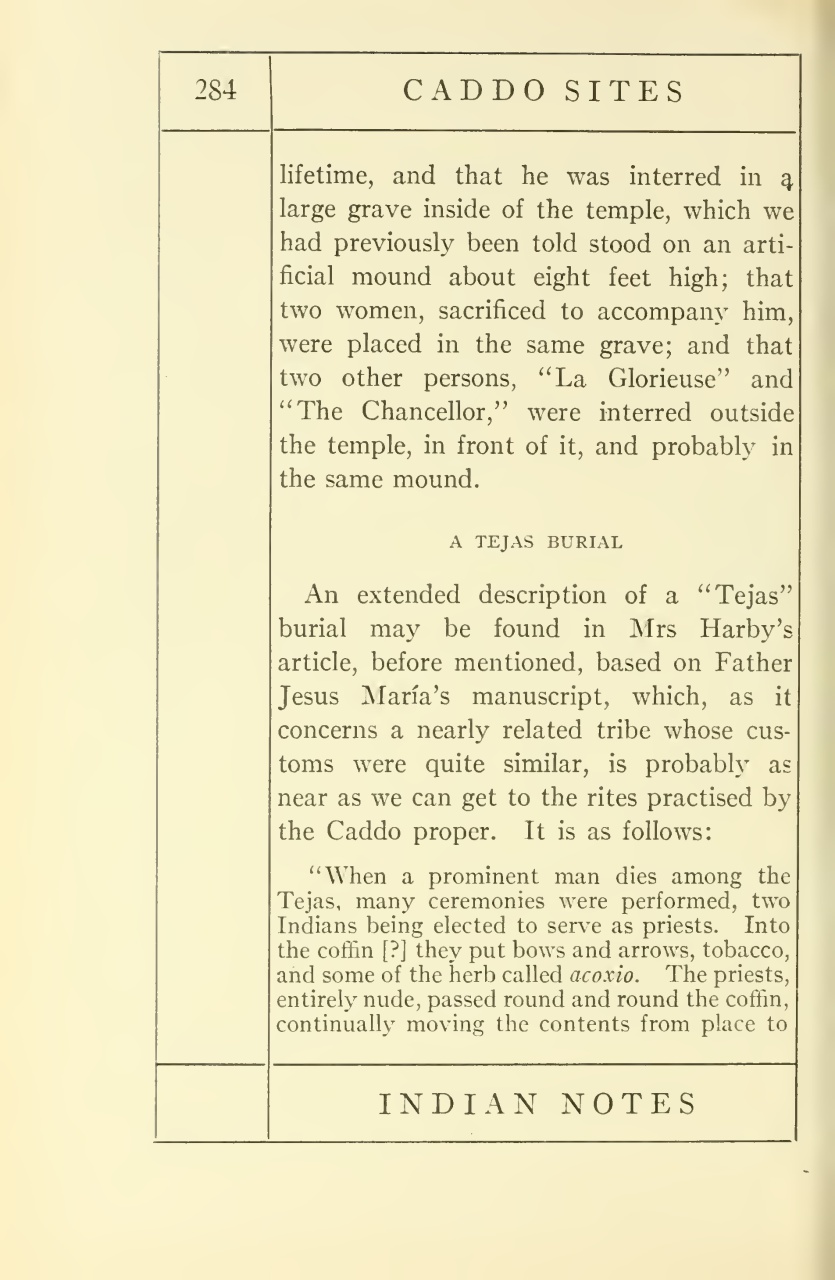 284
CADDO SITES
lifetime, and that he was interred in a
large grave inside of the temple, which we
had previously been told stood on an arti-
ficial mound about eight feet high; that
two women, sacrificed to accompany him,
were placed in the same grave; and that
two other persons, “La Glorieuse” and
“The Chancellor,” were interred outside
the temple, in front of it, and probably in
the same mound.
A TEJAS BURIAL
An extended description of a “Tejas”
burial may be found in Mrs Harby’s
article, before mentioned, based on Father
Jesus María’s manuscript, which, as it
concerns a nearly related tribe whose cus-
toms were quite similar, is probably as
near as we can get to the rites practised by
the Caddo proper. It is as follows:
“When a prominent man dies among the
Tejas, many ceremonies were performed, two
Indians being elected to serve as priests. Into
the coffin [?] they put bows and arrows, tobacco,
and some of the herb called acoxio. The priests,
entirely nude, passed round and round the coffin,
continually moving the contents from place to
INDIAN NOTES